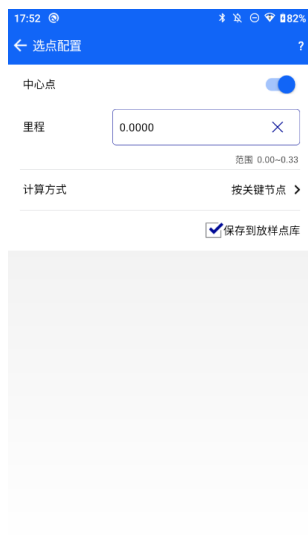 17:52 82%
选点配置 ?
中心点
里程 0.0000
范围 0.00~0.33
计算方式 按关键节点
保存到放样点库